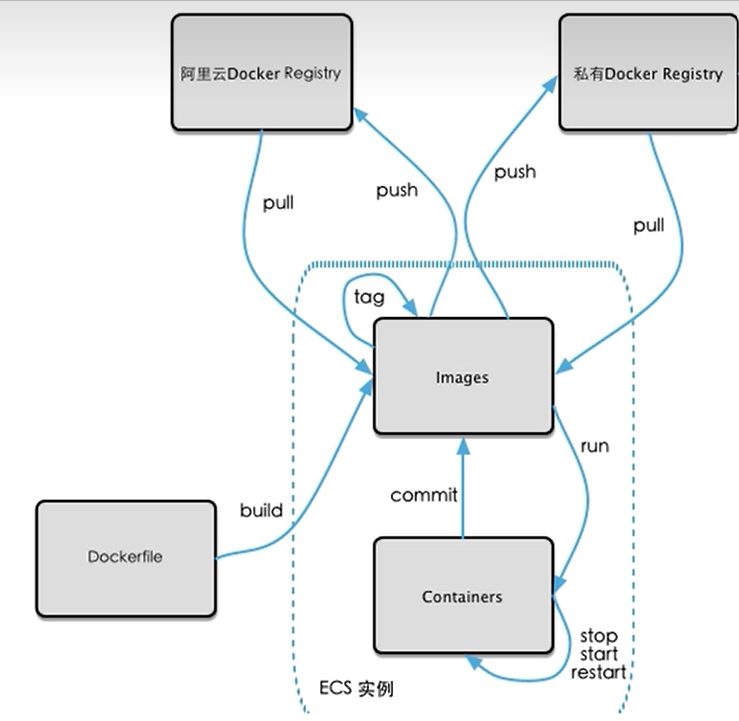 阿里云Docker Registry
私有Docker Registry
pull
push
push
pull
tag
Images
run
build
commit
Dockerfile
Containers
stop
start
restart
ECS 实例